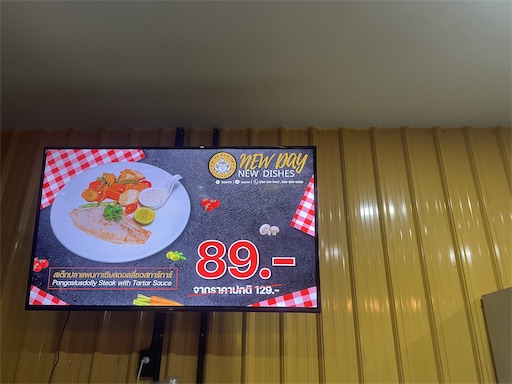 NEW DAY
NEW DISHES
89.-
จากราคาปกติ 129.-
สเต็กปลาแพนกาเซียสดอลลี่ซอสทาร์ทาร์
Pangasiusdolly Steak with Tartar Sauce